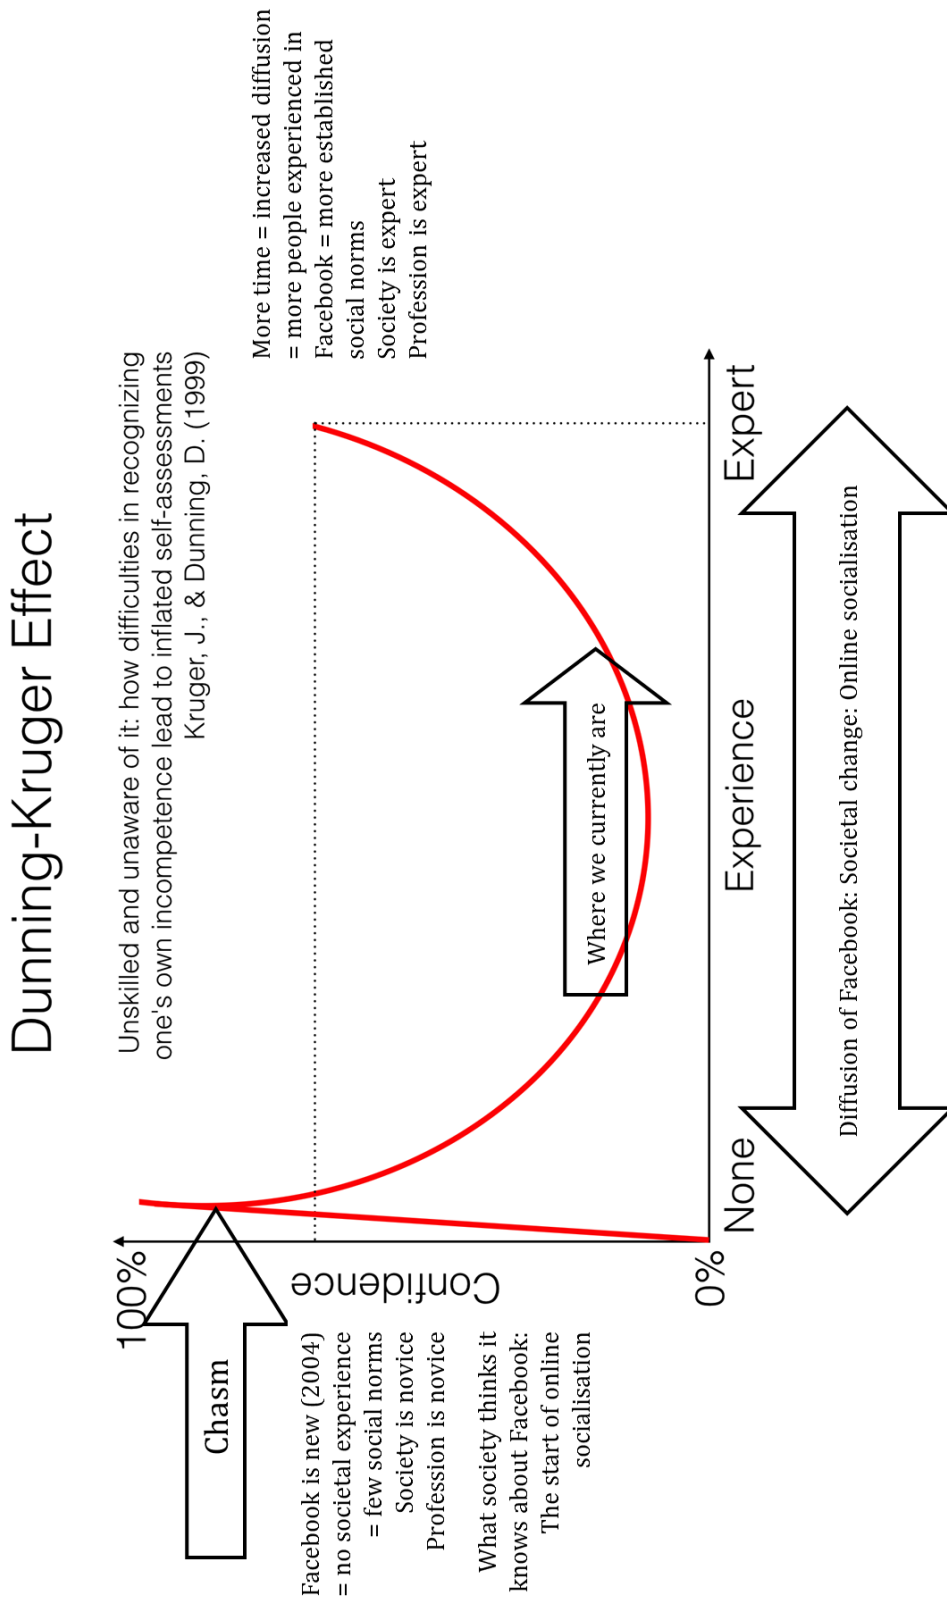 Dunning-Kruger Effect
Unskilled and unaware of it: how difficulties in recognizing
one's own incompetence lead to inflated self-assessments
Kruger, J., & Dunning, D. (1999)
More time = increased diffusion
= more people experienced in
Facebook = more established
social norms
Society is expert
Profession is expert
100%
Chasm
Confidence
Facebook is new (2004)
= no societal experience
= few social norms
Society is novice
Profession is novice
What society thinks it
knows about Facebook:
The start of online
socialisation
Where we currently are
0%
None
Experience
Expert
Diffusion of Facebook: Societal change: Online socialisation